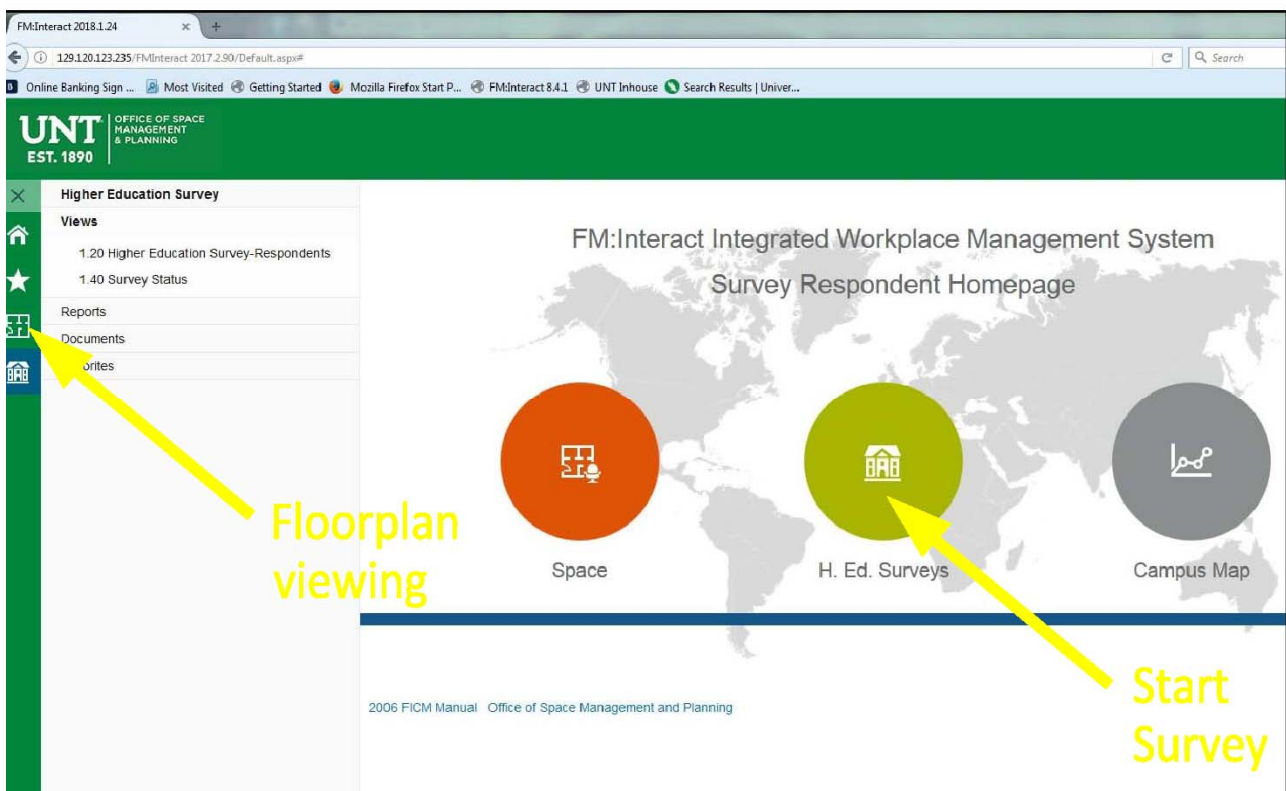 FM:Interact 2018.1.24
129.120.123.235/FMInteract 2017.2.90/Default.aspx#
Search
Online Banking Sign ... Most Visited Getting Started Mozilla Firefox Start P... FM:Interact 8.4.1 UNT Inhouse Search Results | Univer...
UNT
EST. 1890
OFFICE OF SPACE
MANAGEMENT
& PLANNING
Higher Education Survey
Views
1.20 Higher Education Survey-Respondents
1.40 Survey Status
Reports
Documents
orites
FM:Interact Integrated Workplace Management System
Survey Respondent Homepage
Space
H. Ed. Surveys
Campus Map
Floorplan
viewing
Start
Survey
2006 FICM Manual Office of Space Management and Planning